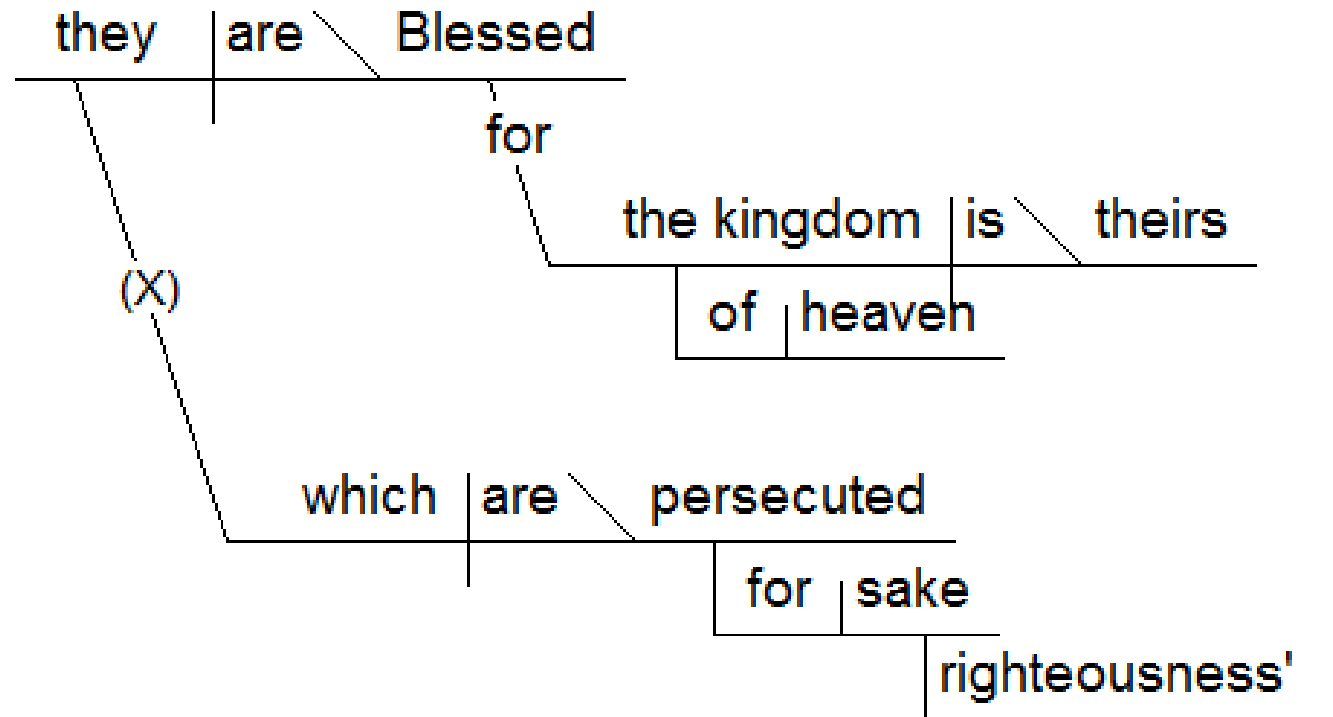 they are Blessed
for
the kingdom is theirs
(X)
of heaven
which are persecuted
for sake
righteousness'